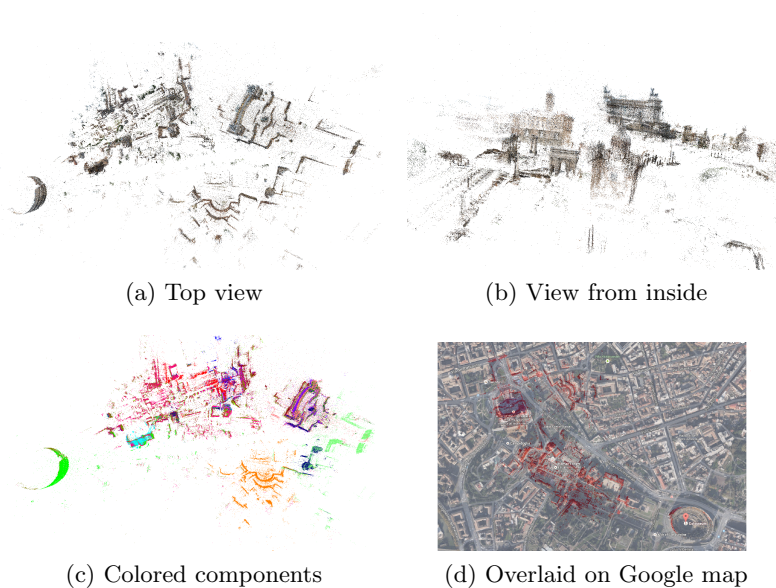 (a) Top view
(b) View from inside
(c) Colored components
(d) Overlaid on Google map